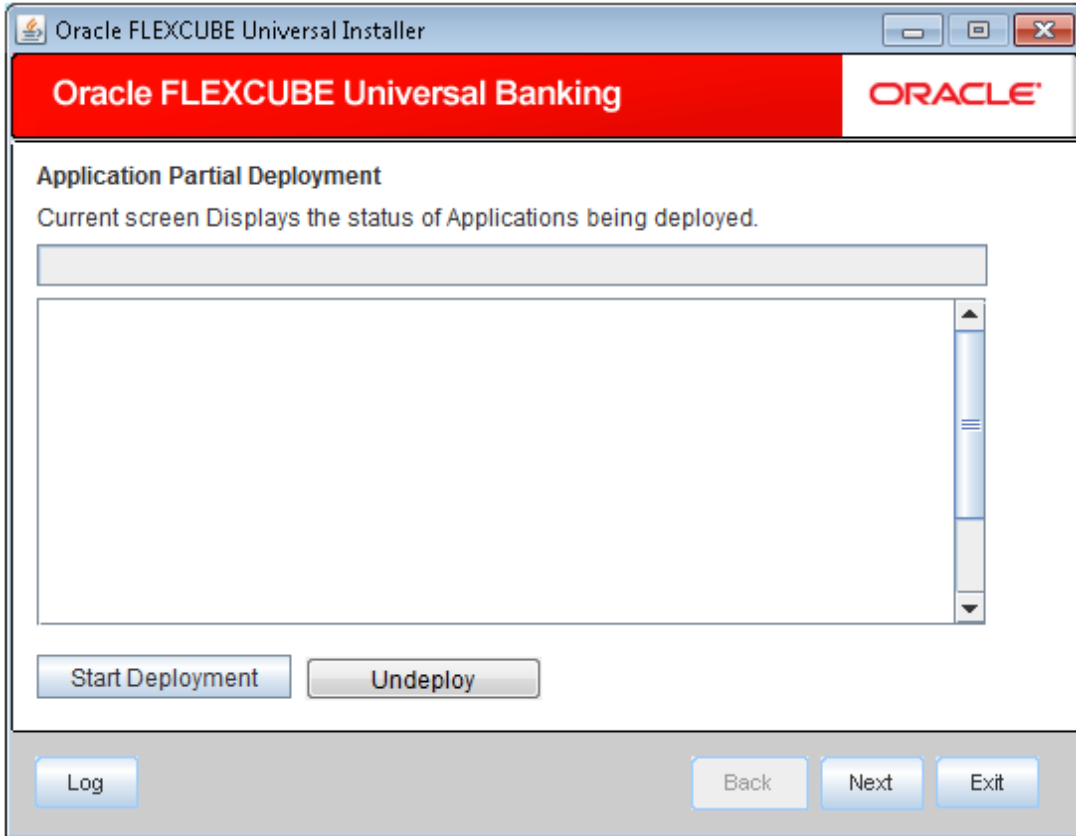 Oracle FLEXCUBE Universal Installer
Oracle FLEXCUBE Universal Banking
ORACLE
Application Partial Deployment
Current screen Displays the status of Applications being deployed.
Start Deployment
Undeploy
Log
Back
Next
Exit